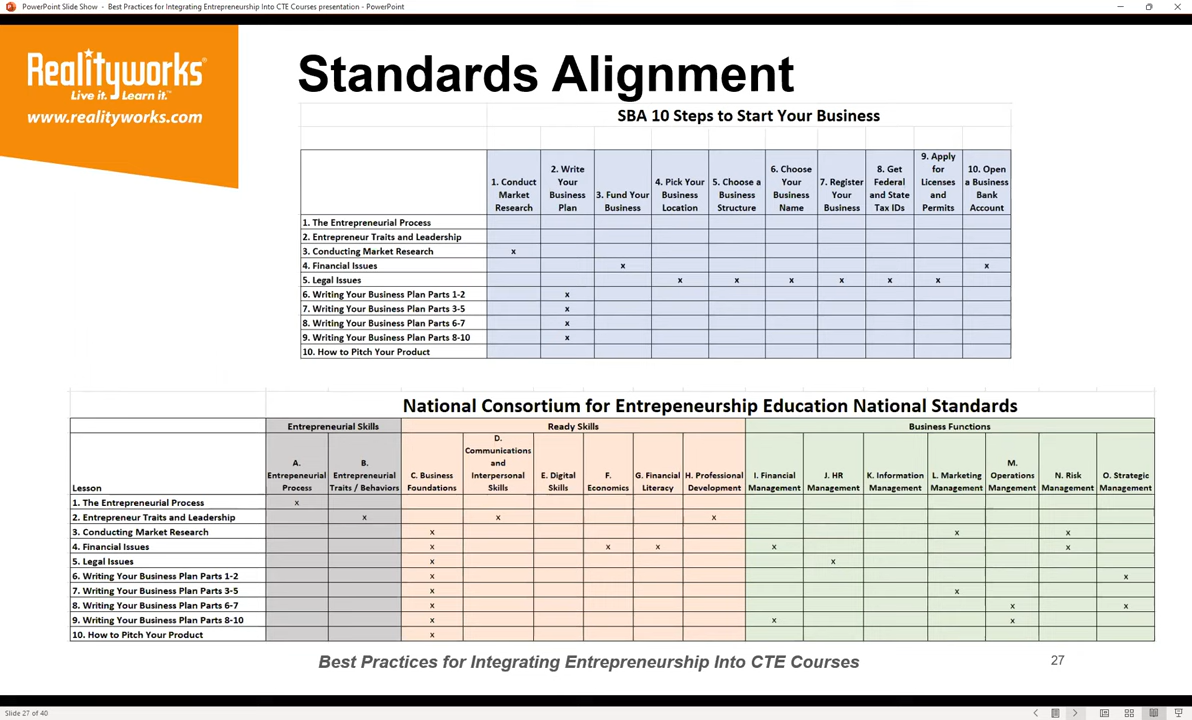 PowerPoint Slide Show - Best Practices for Integrating Entrepreneurship Into CTE Courses presentation - PowerPoint
Realityworks®
Live it. Learn it.™
www.realityworks.com
Standards Alignment
SBA 10 Steps to Start Your Business
1. Conduct Market Research
2. Write Your Business Plan
3. Fund Your Business
4. Pick Your Business Location
5. Choose a Business Structure
6. Choose Your Business Name
7. Register Your Business
8. Get Federal and State Tax IDs
9. Apply for Licenses and Permits
10. Open a Business Bank Account
1. The Entrepreneurial Process
2. Entrepreneur Traits and Leadership
3. Conducting Market Research x
4. Financial Issues x x
5. Legal Issues x x x x x x
6. Writing Your Business Plan Parts 1-2 x
7. Writing Your Business Plan Parts 3-5 x
8. Writing Your Business Plan Parts 6-7 x
9. Writing Your Business Plan Parts 8-10 x
10. How to Pitch Your Product
National Consortium for Entrepeneurship Education National Standards
Entrepreneurial Skills Ready Skills Business Functions
Lesson
A. Entrepeneurial Process
B. Entrepreneurial Traits / Behaviors
C. Business Foundations
D. Communications and Interpersonal Skills
E. Digital Skills
F. Economics
G. Financial Literacy
H. Professional Development
I. Financial Management
J. HR Management
K. Information Management
L. Marketing Management
M. Operations Mangement
N. Risk Management
O. Strategic Management
1. The Entrepreneurial Process x
2. Entrepreneur Traits and Leadership x x x
3. Conducting Market Research x x x
4. Financial Issues x x x x x
5. Legal Issues x x
6. Writing Your Business Plan Parts 1-2 x x
7. Writing Your Business Plan Parts 3-5 x x
8. Writing Your Business Plan Parts 6-7 x x x
9. Writing Your Business Plan Parts 8-10 x x x
10. How to Pitch Your Product x
Best Practices for Integrating Entrepreneurship Into CTE Courses
27
Slide 27 of 40